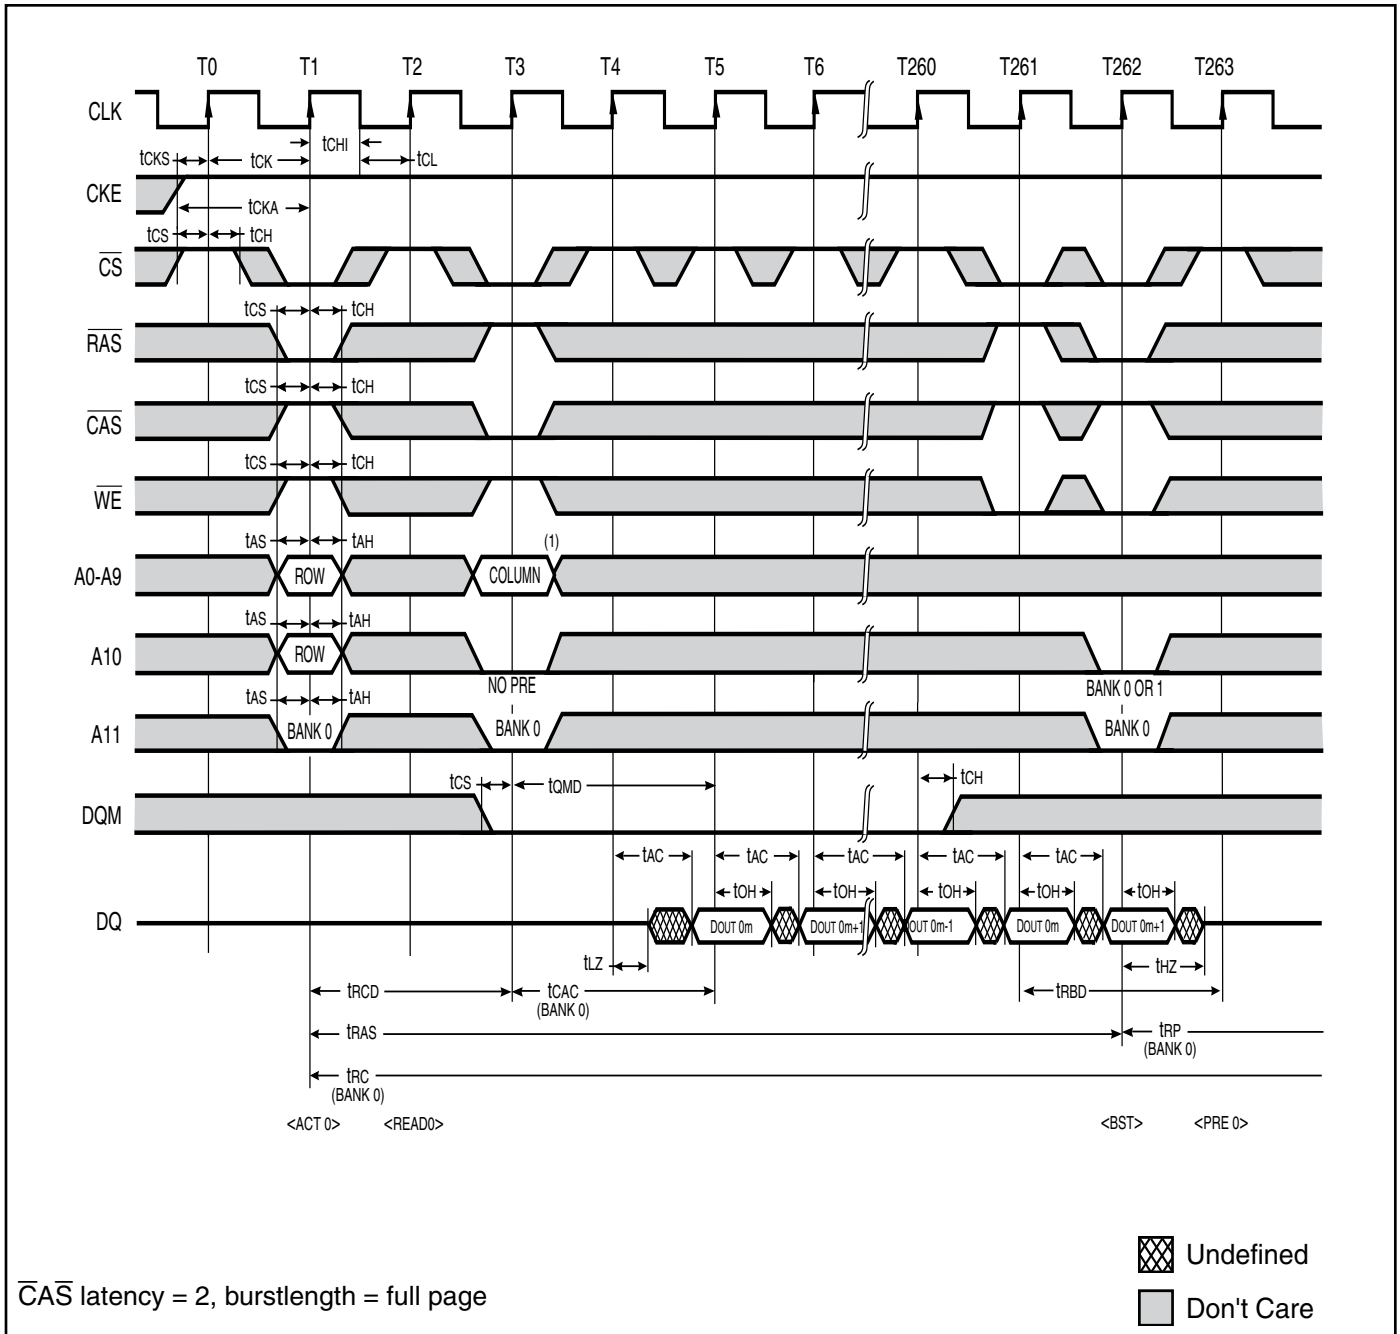 T0 T1 T2 T3 T4 T5 T6 T260 T261 T262 T263
CLK
tCHI
tCKS tCK tCL
CKE
tCKA
tCS tCH
CS
tCS tCH
RAS
tCS tCH
CAS
tCS tCH
WE
tAS tAH (1)
A0-A9 ROW COLUMN
tAS tAH
A10 ROW
NO PRE BANK 0 OR 1
tAS tAH
A11 BANK 0 BANK 0 BANK 0
tCS tQMD tCH
DQM
tAC tAC tAC tAC tAC
tOH tOH tOH tOH tOH
DQ DOUT 0m DOUT 0m+1 OUT 0m-1 DOUT 0m DOUT 0m+1
tLZ tHZ
tRCD tCAC tRBD
(BANK 0)
tRAS tRP
(BANK 0)
tRC
(BANK 0)
<ACT 0> <READ0> <BST> <PRE 0>
Undefined
CAS latency = 2, burstlength = full page
Don't Care